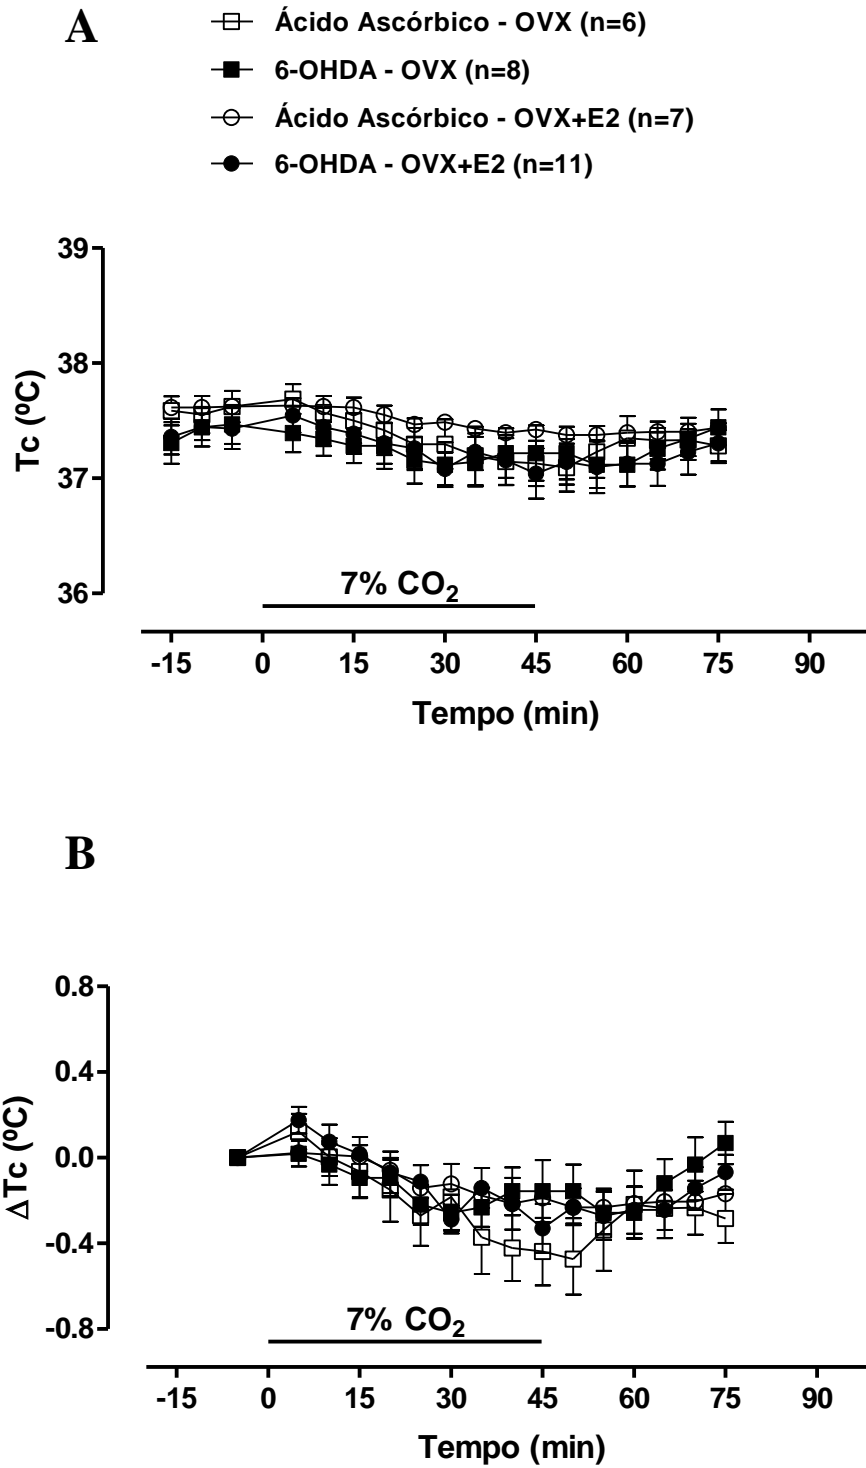 A
Ácido Ascórbico - OVX (n=6)
6-OHDA - OVX (n=8)
Ácido Ascórbico - OVX+E2 (n=7)
6-OHDA - OVX+E2 (n=11)
39
38
37
36
Tc (ºC)
7% CO₂
-15 0 15 30 45 60 75 90
Tempo (min)
B
0.8
0.4
0.0
-0.4
-0.8
ΔTc (ºC)
7% CO₂
-15 0 15 30 45 60 75 90
Tempo (min)